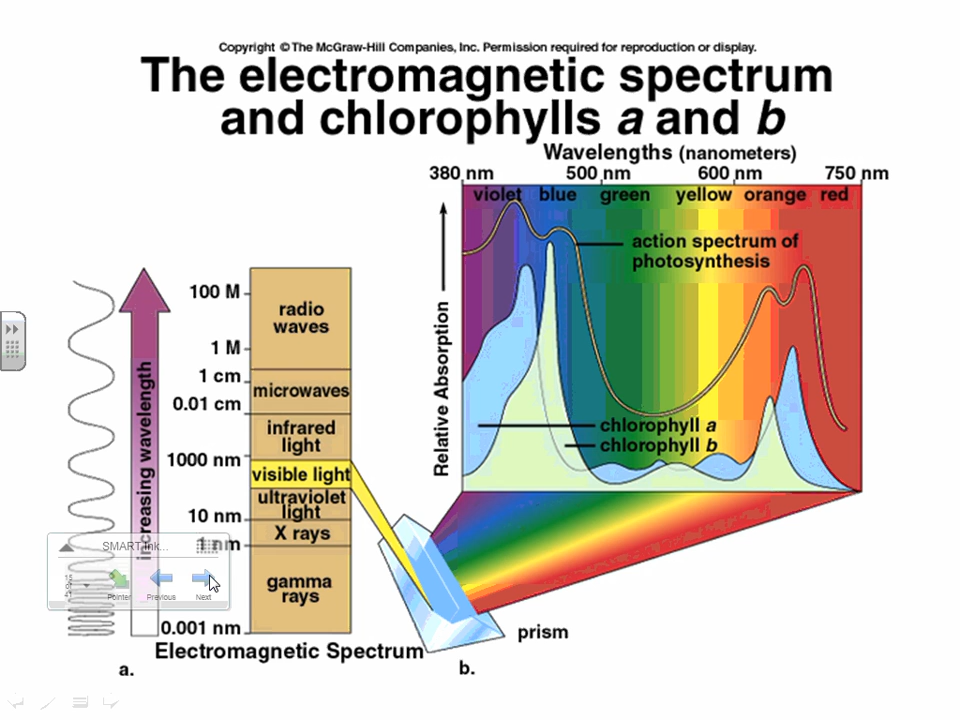 Copyright © The McGraw-Hill Companies, Inc. Permission required for reproduction or display.
The electromagnetic spectrum
and chlorophylls a and b
Wavelengths (nanometers)
380 nm 500 nm 600 nm 750 nm
violet blue green yellow orange red
action spectrum of
photosynthesis
Relative Absorption
chlorophyll a
chlorophyll b
prism
b.
increasing wavelength
100 M
1 M
1 cm
0.01 cm
1000 nm
10 nm
1 nm
0.001 nm
radio
waves
microwaves
infrared
light
visible light
ultraviolet
light
X rays
gamma
rays
Electromagnetic Spectrum
a.
SMART Ink...
Pointer Previous Next